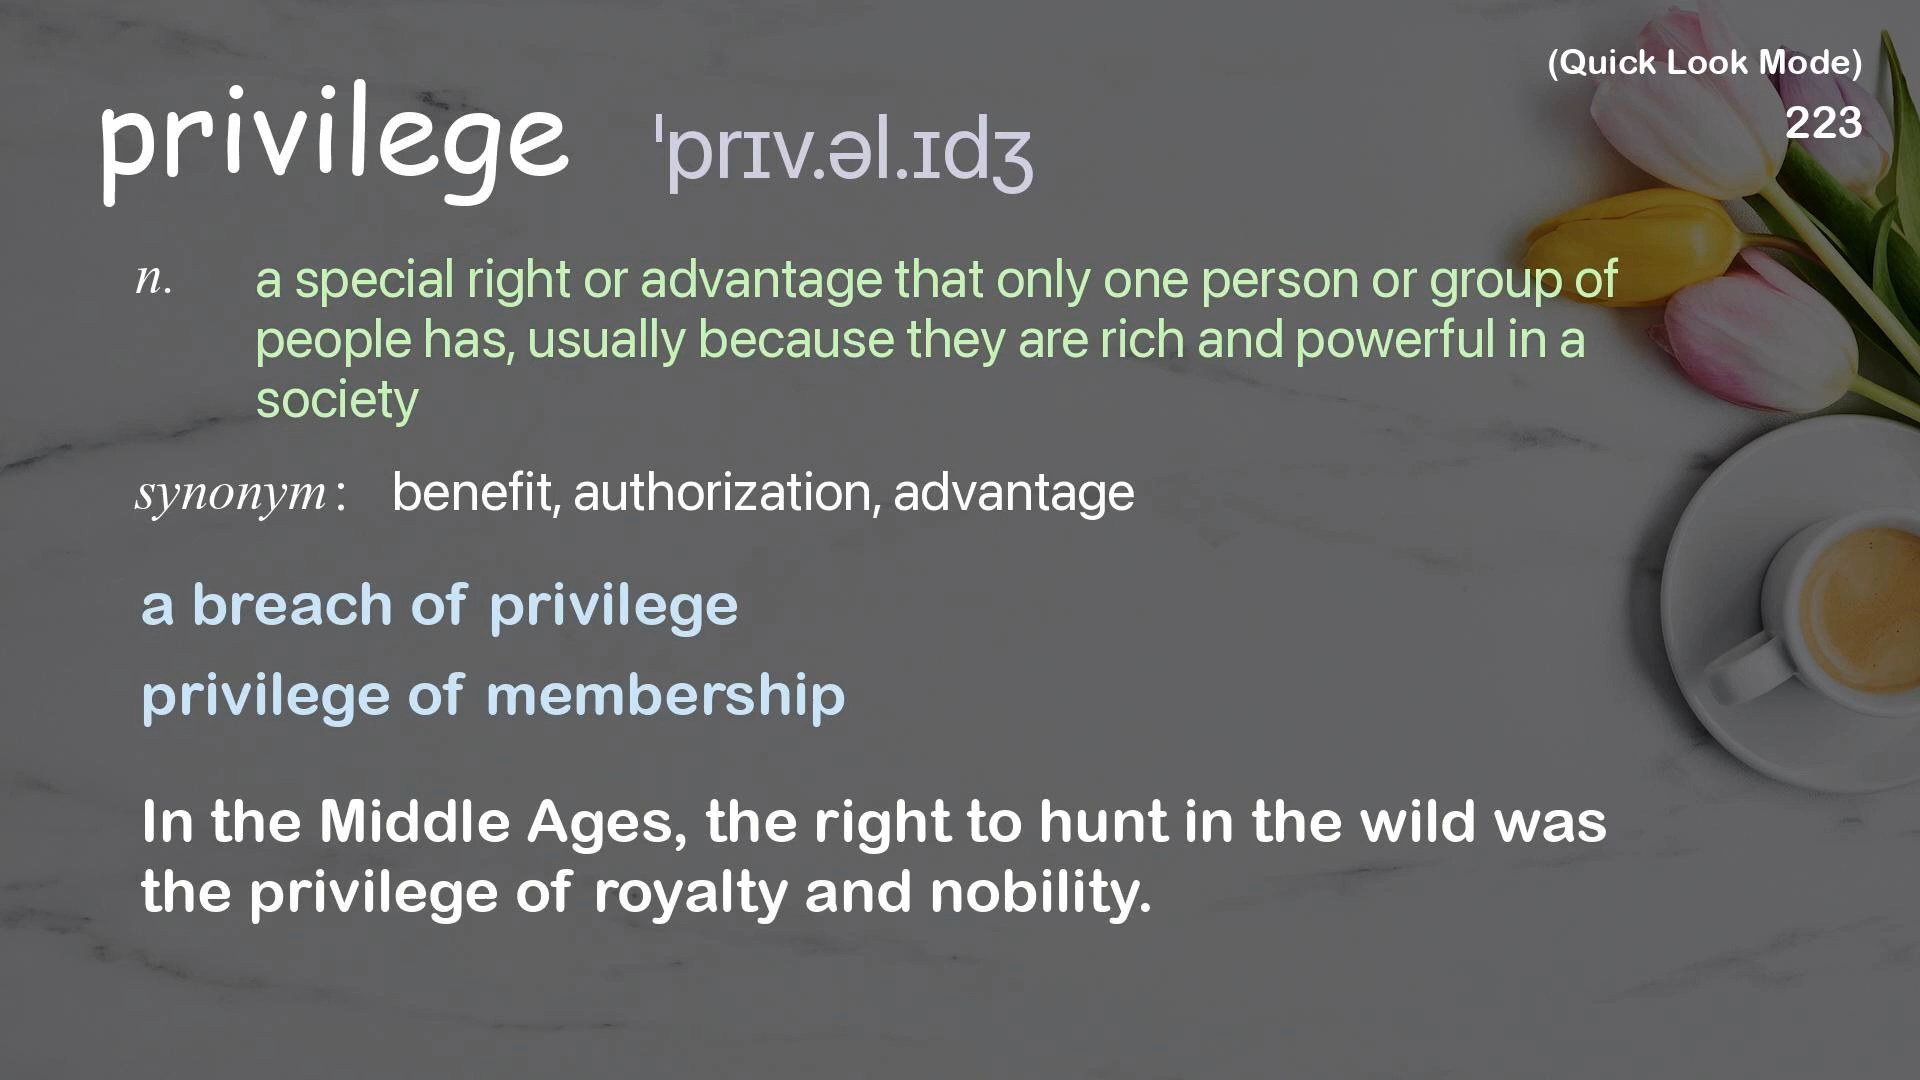 (Quick Look Mode)
223
privilege ˈprɪv.əl.ɪdʒ
n. a special right or advantage that only one person or group of
people has, usually because they are rich and powerful in a
society
synonym: benefit, authorization, advantage
a breach of privilege
privilege of membership
In the Middle Ages, the right to hunt in the wild was
the privilege of royalty and nobility.